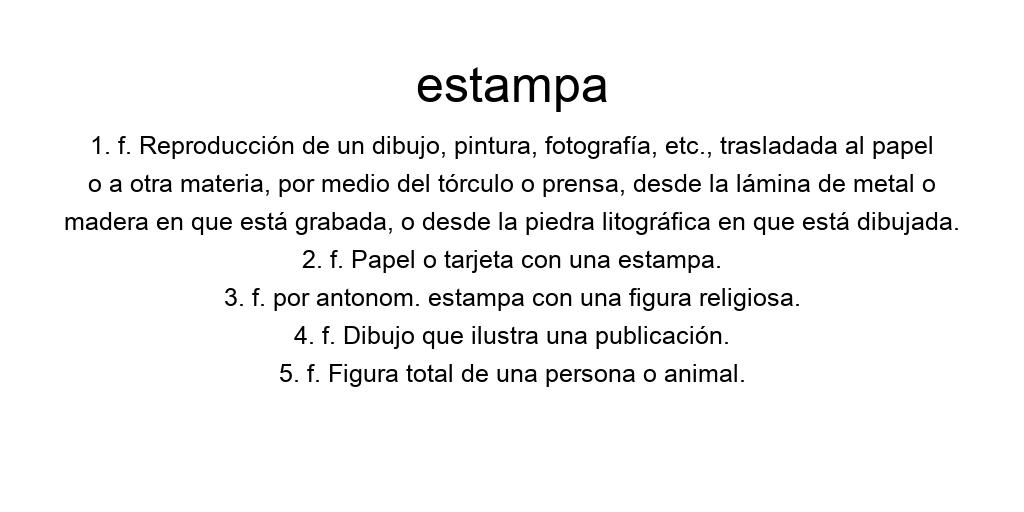 estampa
1. f. Reproducción de un dibujo, pintura, fotografía, etc., trasladada al papel
o a otra materia, por medio del tórculo o prensa, desde la lámina de metal o
madera en que está grabada, o desde la piedra litográfica en que está dibujada.
2. f. Papel o tarjeta con una estampa.
3. f. por antonom. estampa con una figura religiosa.
4. f. Dibujo que ilustra una publicación.
5. f. Figura total de una persona o animal.